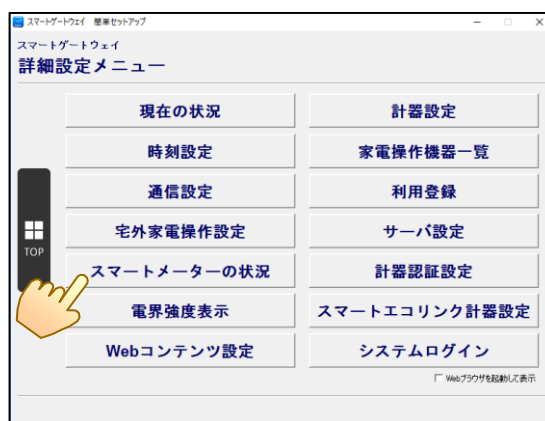 スマートゲートウェイ 簡単セットアップ
スマートゲートウェイ
詳細設定メニュー
現在の状況
計器設定
時刻設定
家電操作機器一覧
通信設定
利用登録
宅外家電操作設定
サーバ設定
TOP
スマートメーターの状況
計器認証設定
電界強度表示
スマートエコリンク計器設定
Webコンテンツ設定
システムログイン
Webブラウザを起動して表示